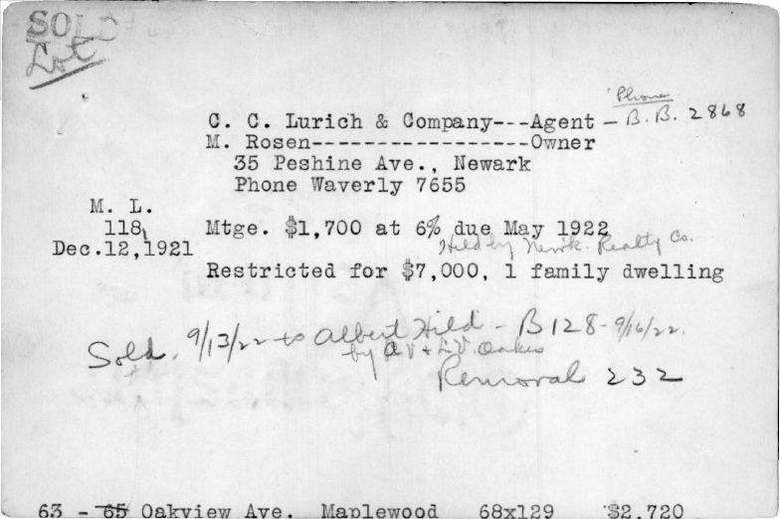 SOLD
Lot
Phone
C. C. Lurich & Company---Agent - B. B. 2868
M. Rosen-----------------Owner
35 Peshine Ave., Newark
Phone Waverly 7655
M. L.
118
Dec.12,1921
Mtge. $1,700 at 6% due May 1922
Held by Newk. Realty Co.
Restricted for $7,000, 1 family dwelling
Sold. 9/13/22 to Albert Hild - B 128 - 9/16/22.
by A V + L V. Oakes
Removal 232
63 - 65 Oakview Ave. Maplewood 68x129 $2,720